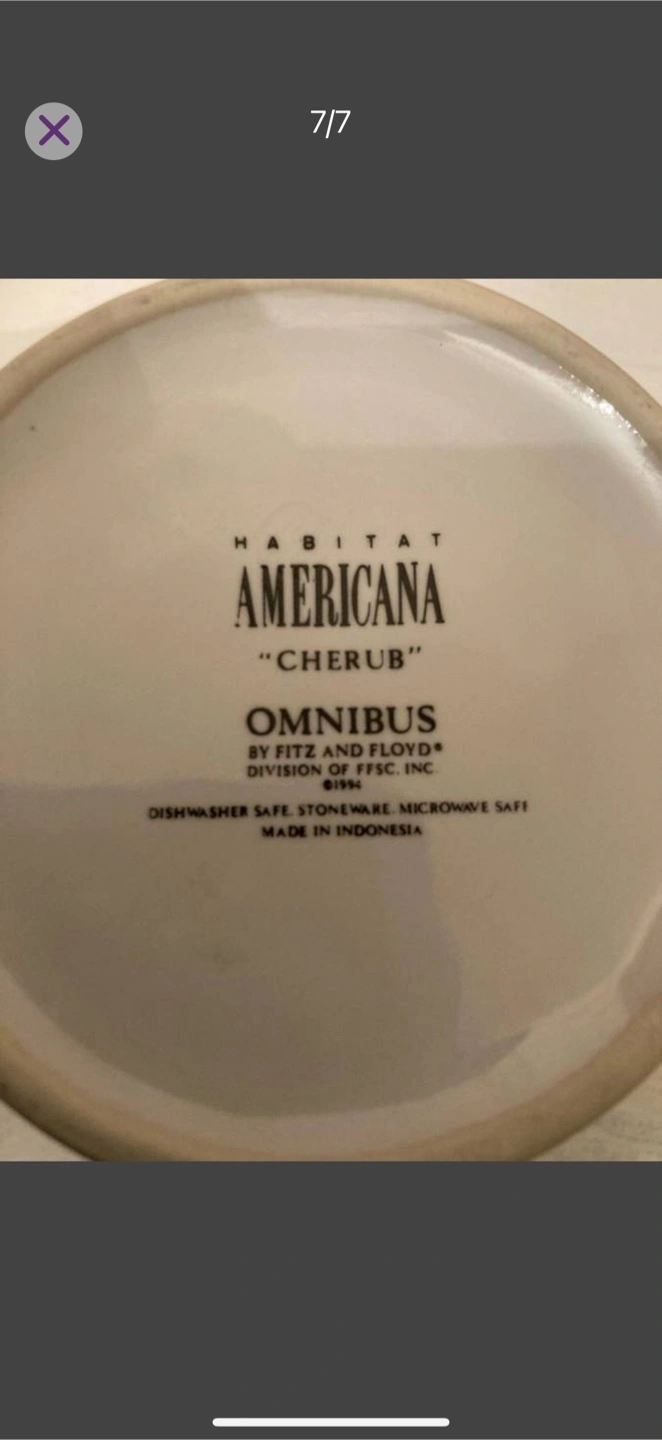 7/7
HABITAT
AMERICANA
"CHERUB"
OMNIBUS
BY FITZ AND FLOYD®
DIVISION OF FFSC, INC.
©1994
DISHWASHER SAFE. STONEWARE. MICROWAVE SAFE
MADE IN INDONESIA